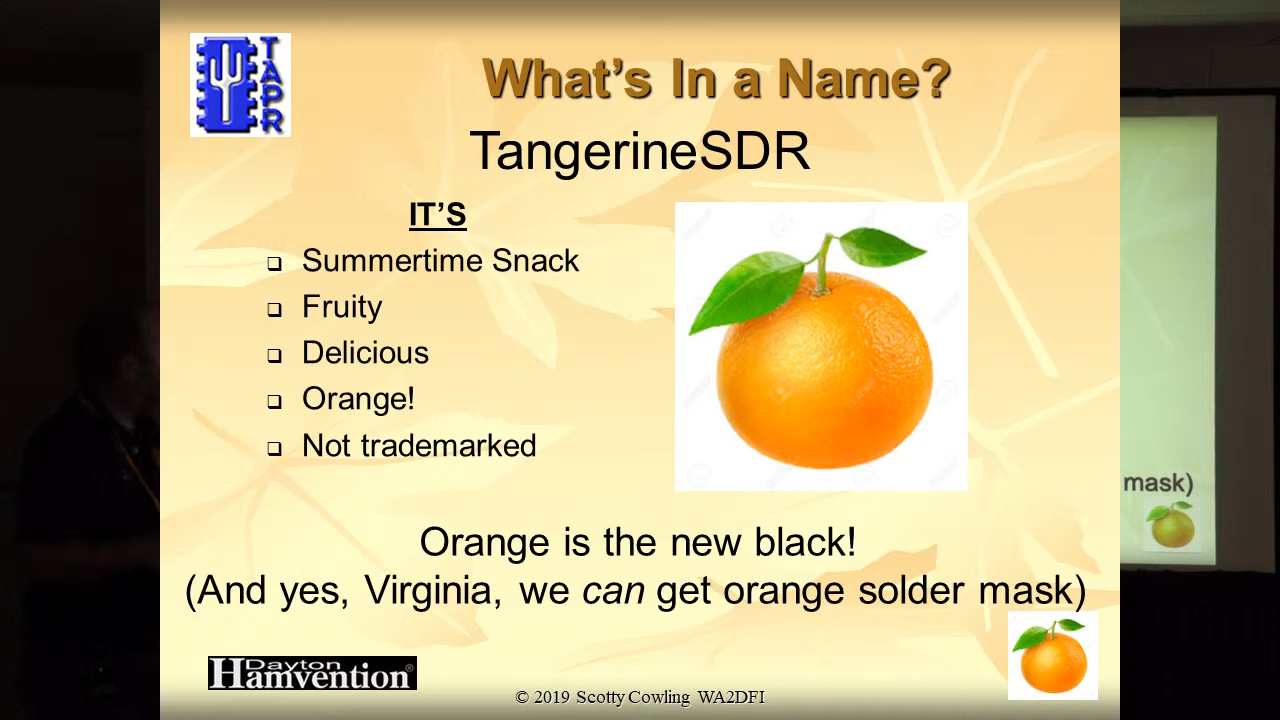 TAPR
What's In a Name?
TangerineSDR
IT'S
Summertime Snack
Fruity
Delicious
Orange!
Not trademarked
Orange is the new black!
(And yes, Virginia, we can get orange solder mask)
mask)
Dayton
Hamvention®
© 2019 Scotty Cowling WA2DFI